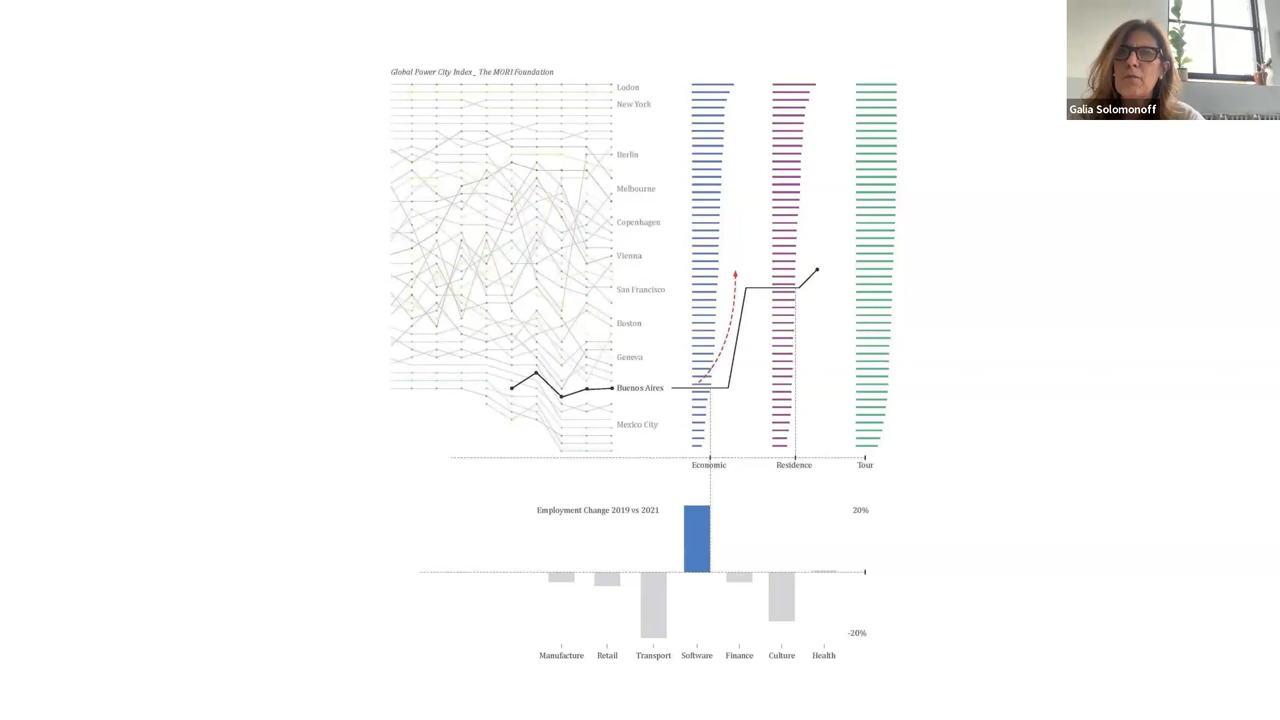 Galia Solomonoff
Global Power City Index_ The MORI Foundation
Lodon
New York
Berlin
Melbourne
Copenhagen
Vienna
San Francisco
Boston
Geneva
Buenos Aires
Mexico City
Economic Residence Tour
Employment Change 2019 vs 2021 20%
-20%
Manufacture Retail Transport Software Finance Culture Health